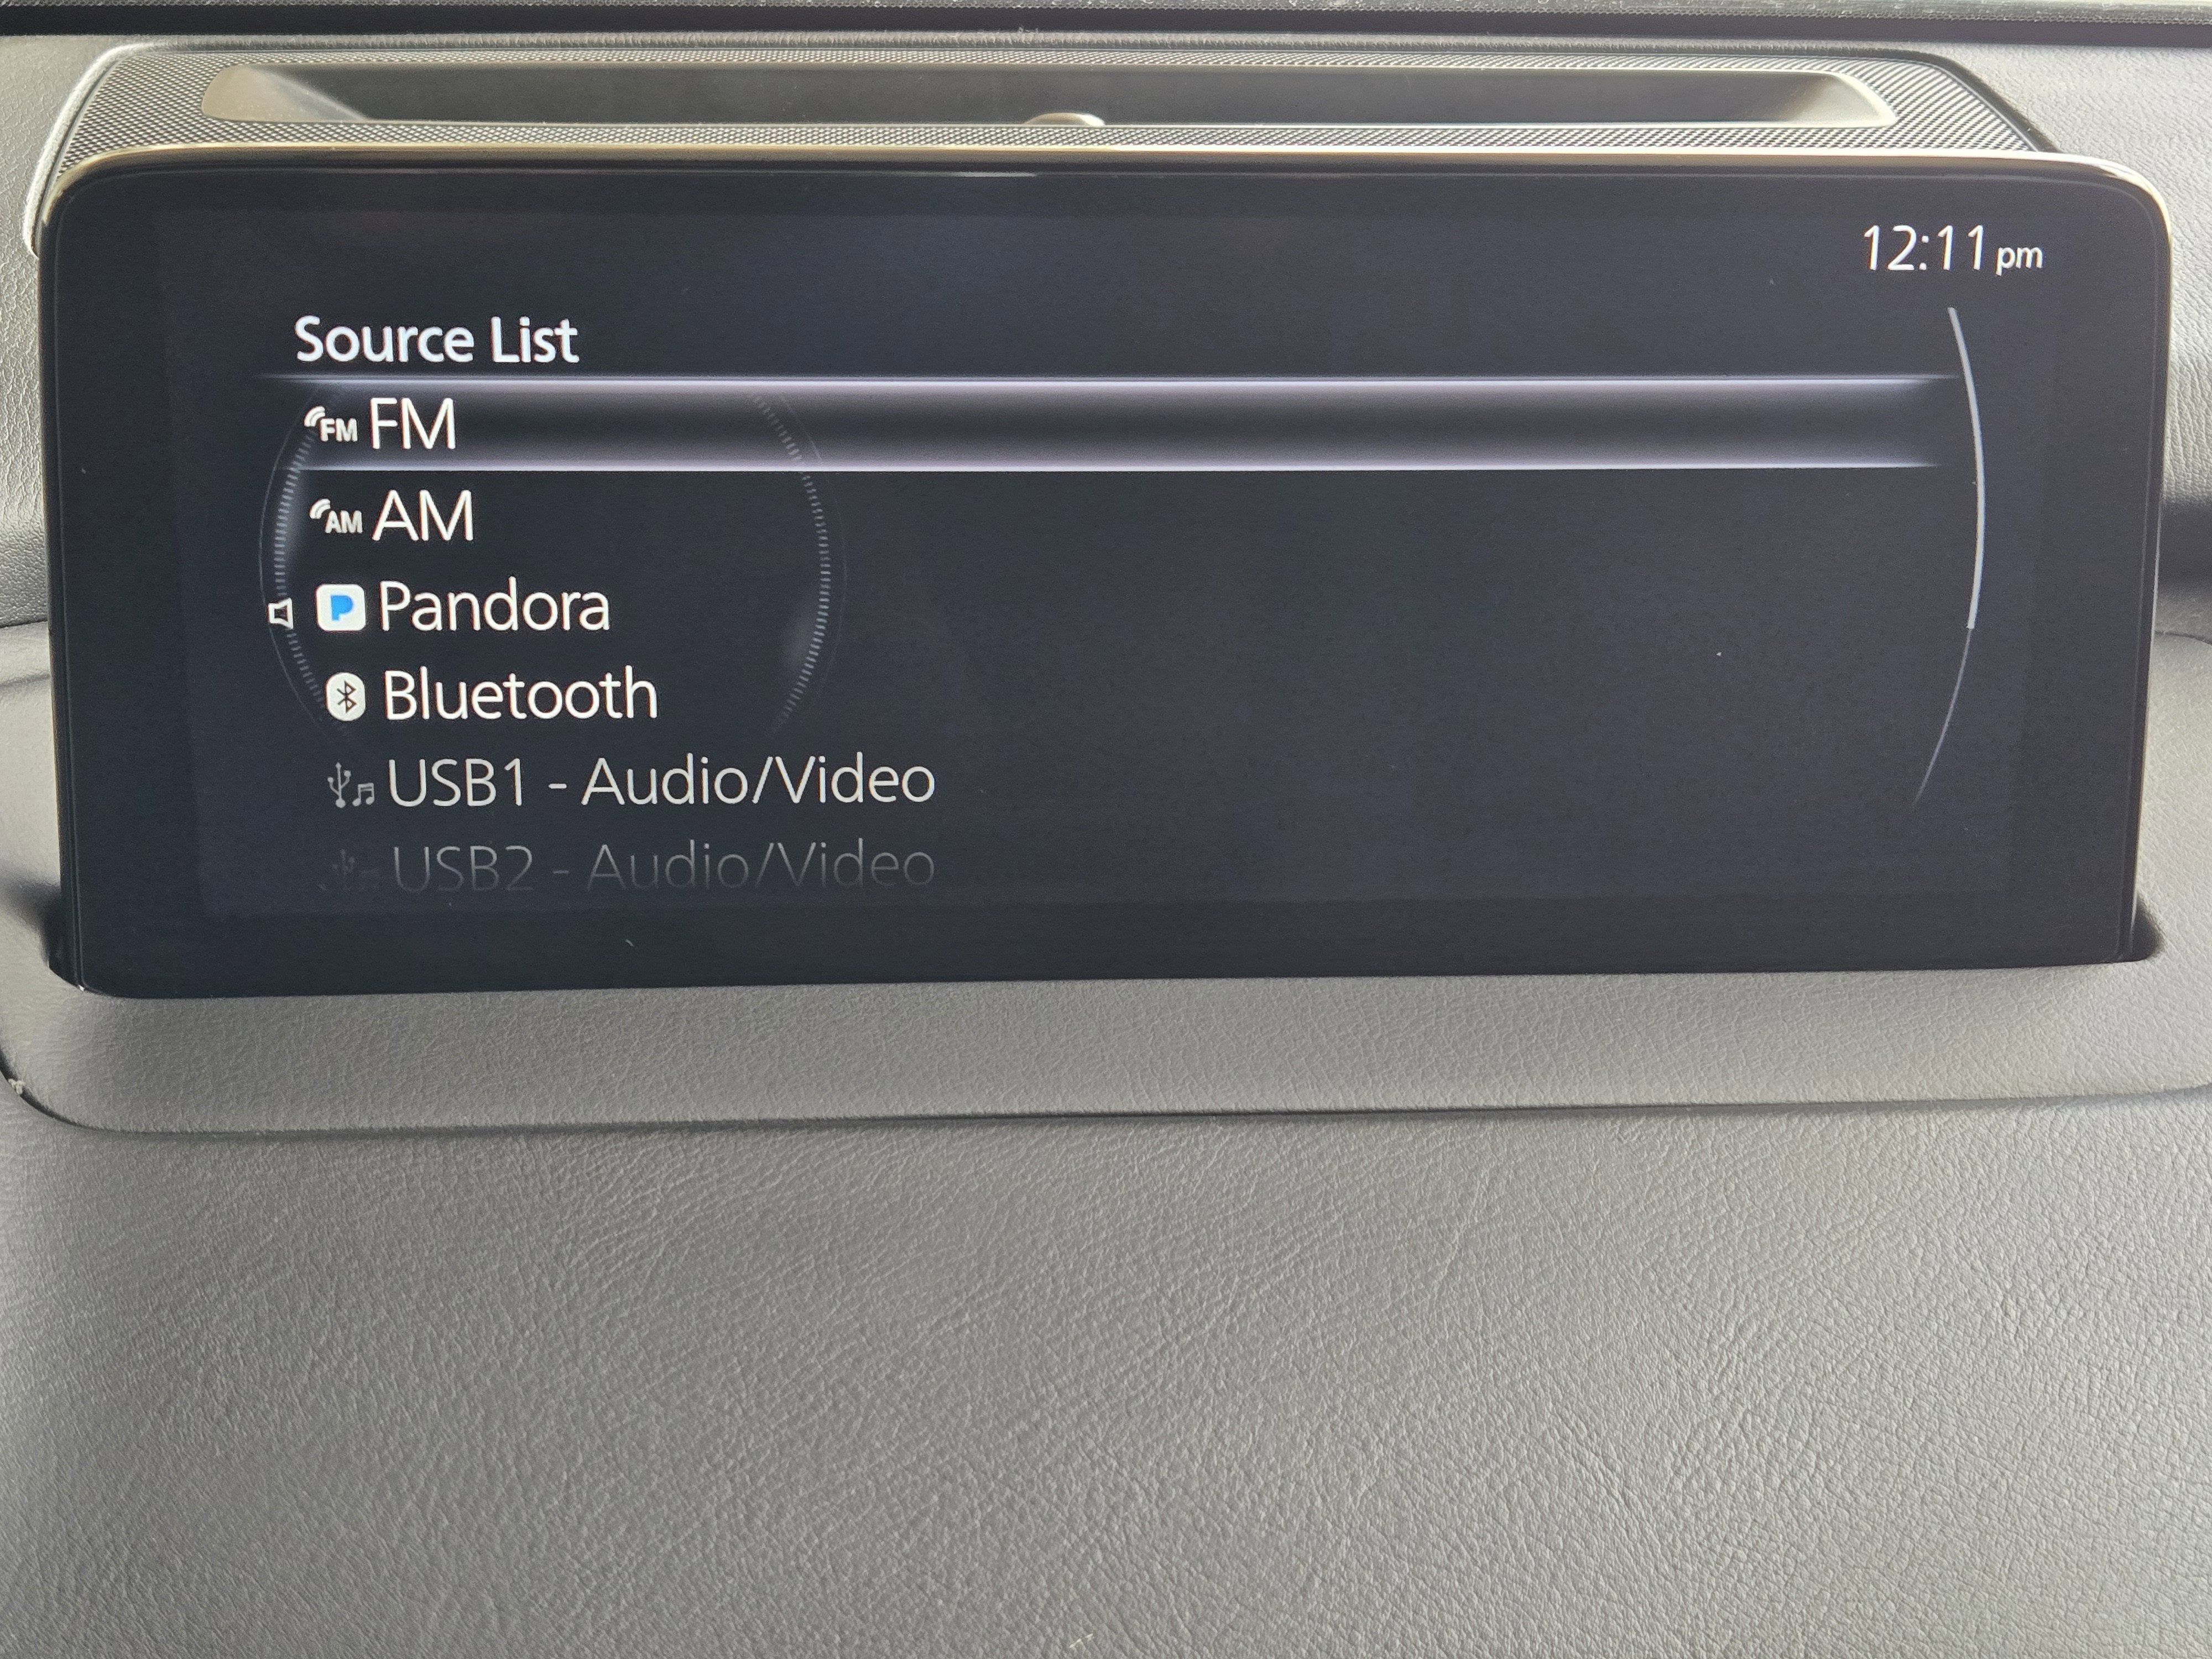 12:11 pm
Source List
FM FM
AM AM
P Pandora
Bluetooth
USB1 - Audio/Video
USB2 - Audio/Video